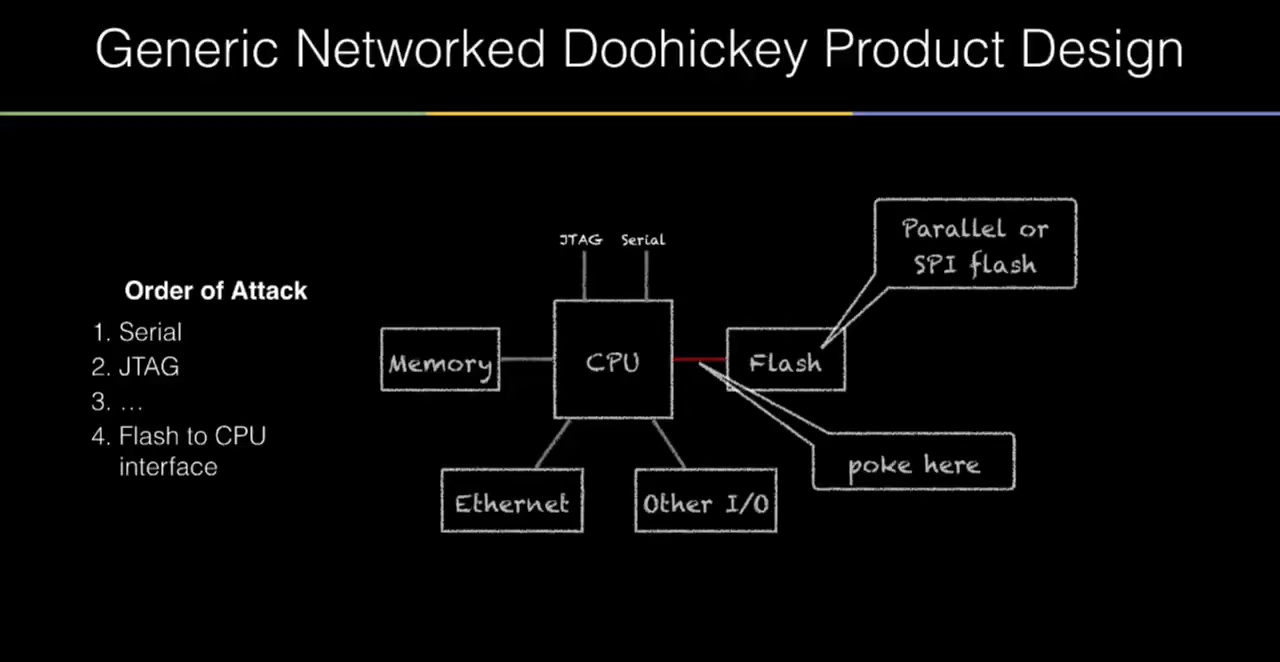 Generic Networked Doohickey Product Design
Order of Attack
1. Serial
2. JTAG
3. ...
4. Flash to CPU
interface
JTAG Serial
Parallel or
SPI flash
Memory
CPU
Flash
poke here
Ethernet
Other I/O